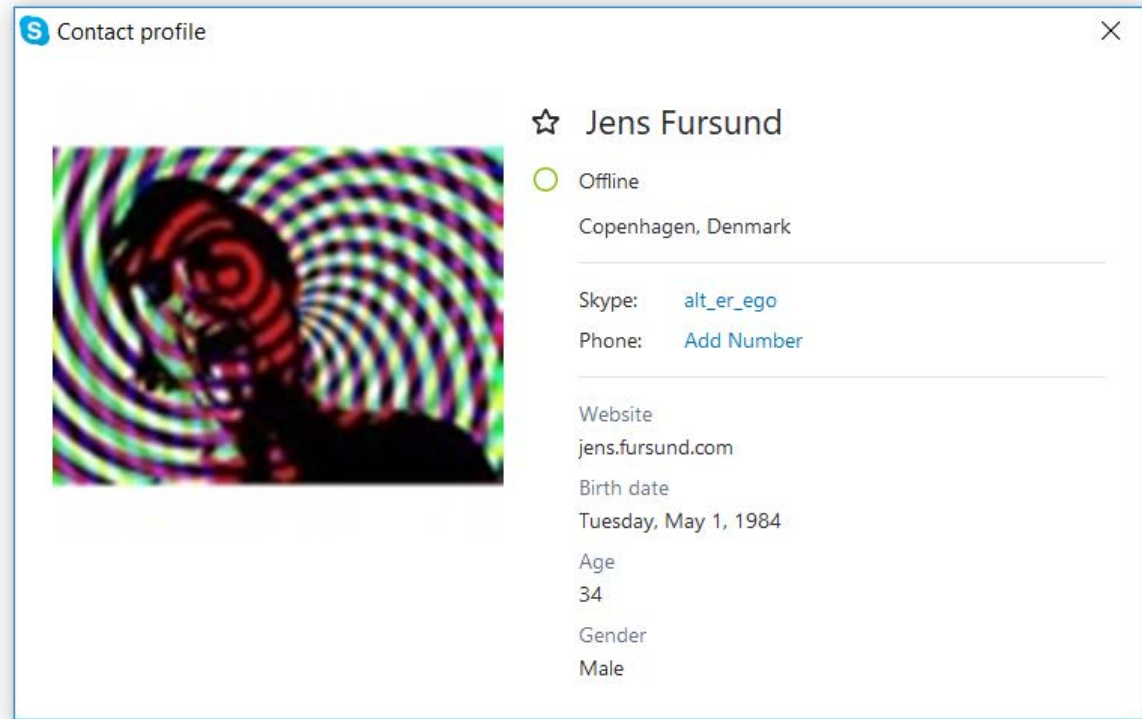 Contact profile
Jens Fursund
Offline
Copenhagen, Denmark
Skype: alt_er_ego
Phone: Add Number
Website
jens.fursund.com
Birth date
Tuesday, May 1, 1984
Age
34
Gender
Male